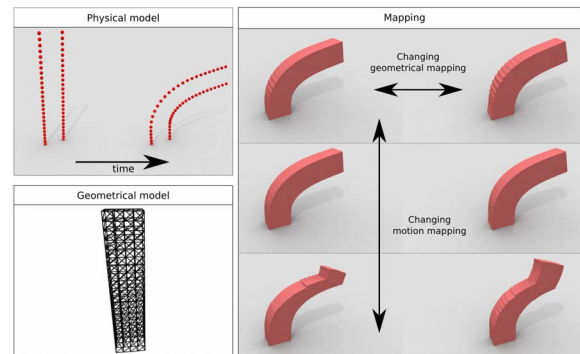 Physical model
time
Geometrical model
Mapping
Changing
geometrical mapping
Changing
motion mapping